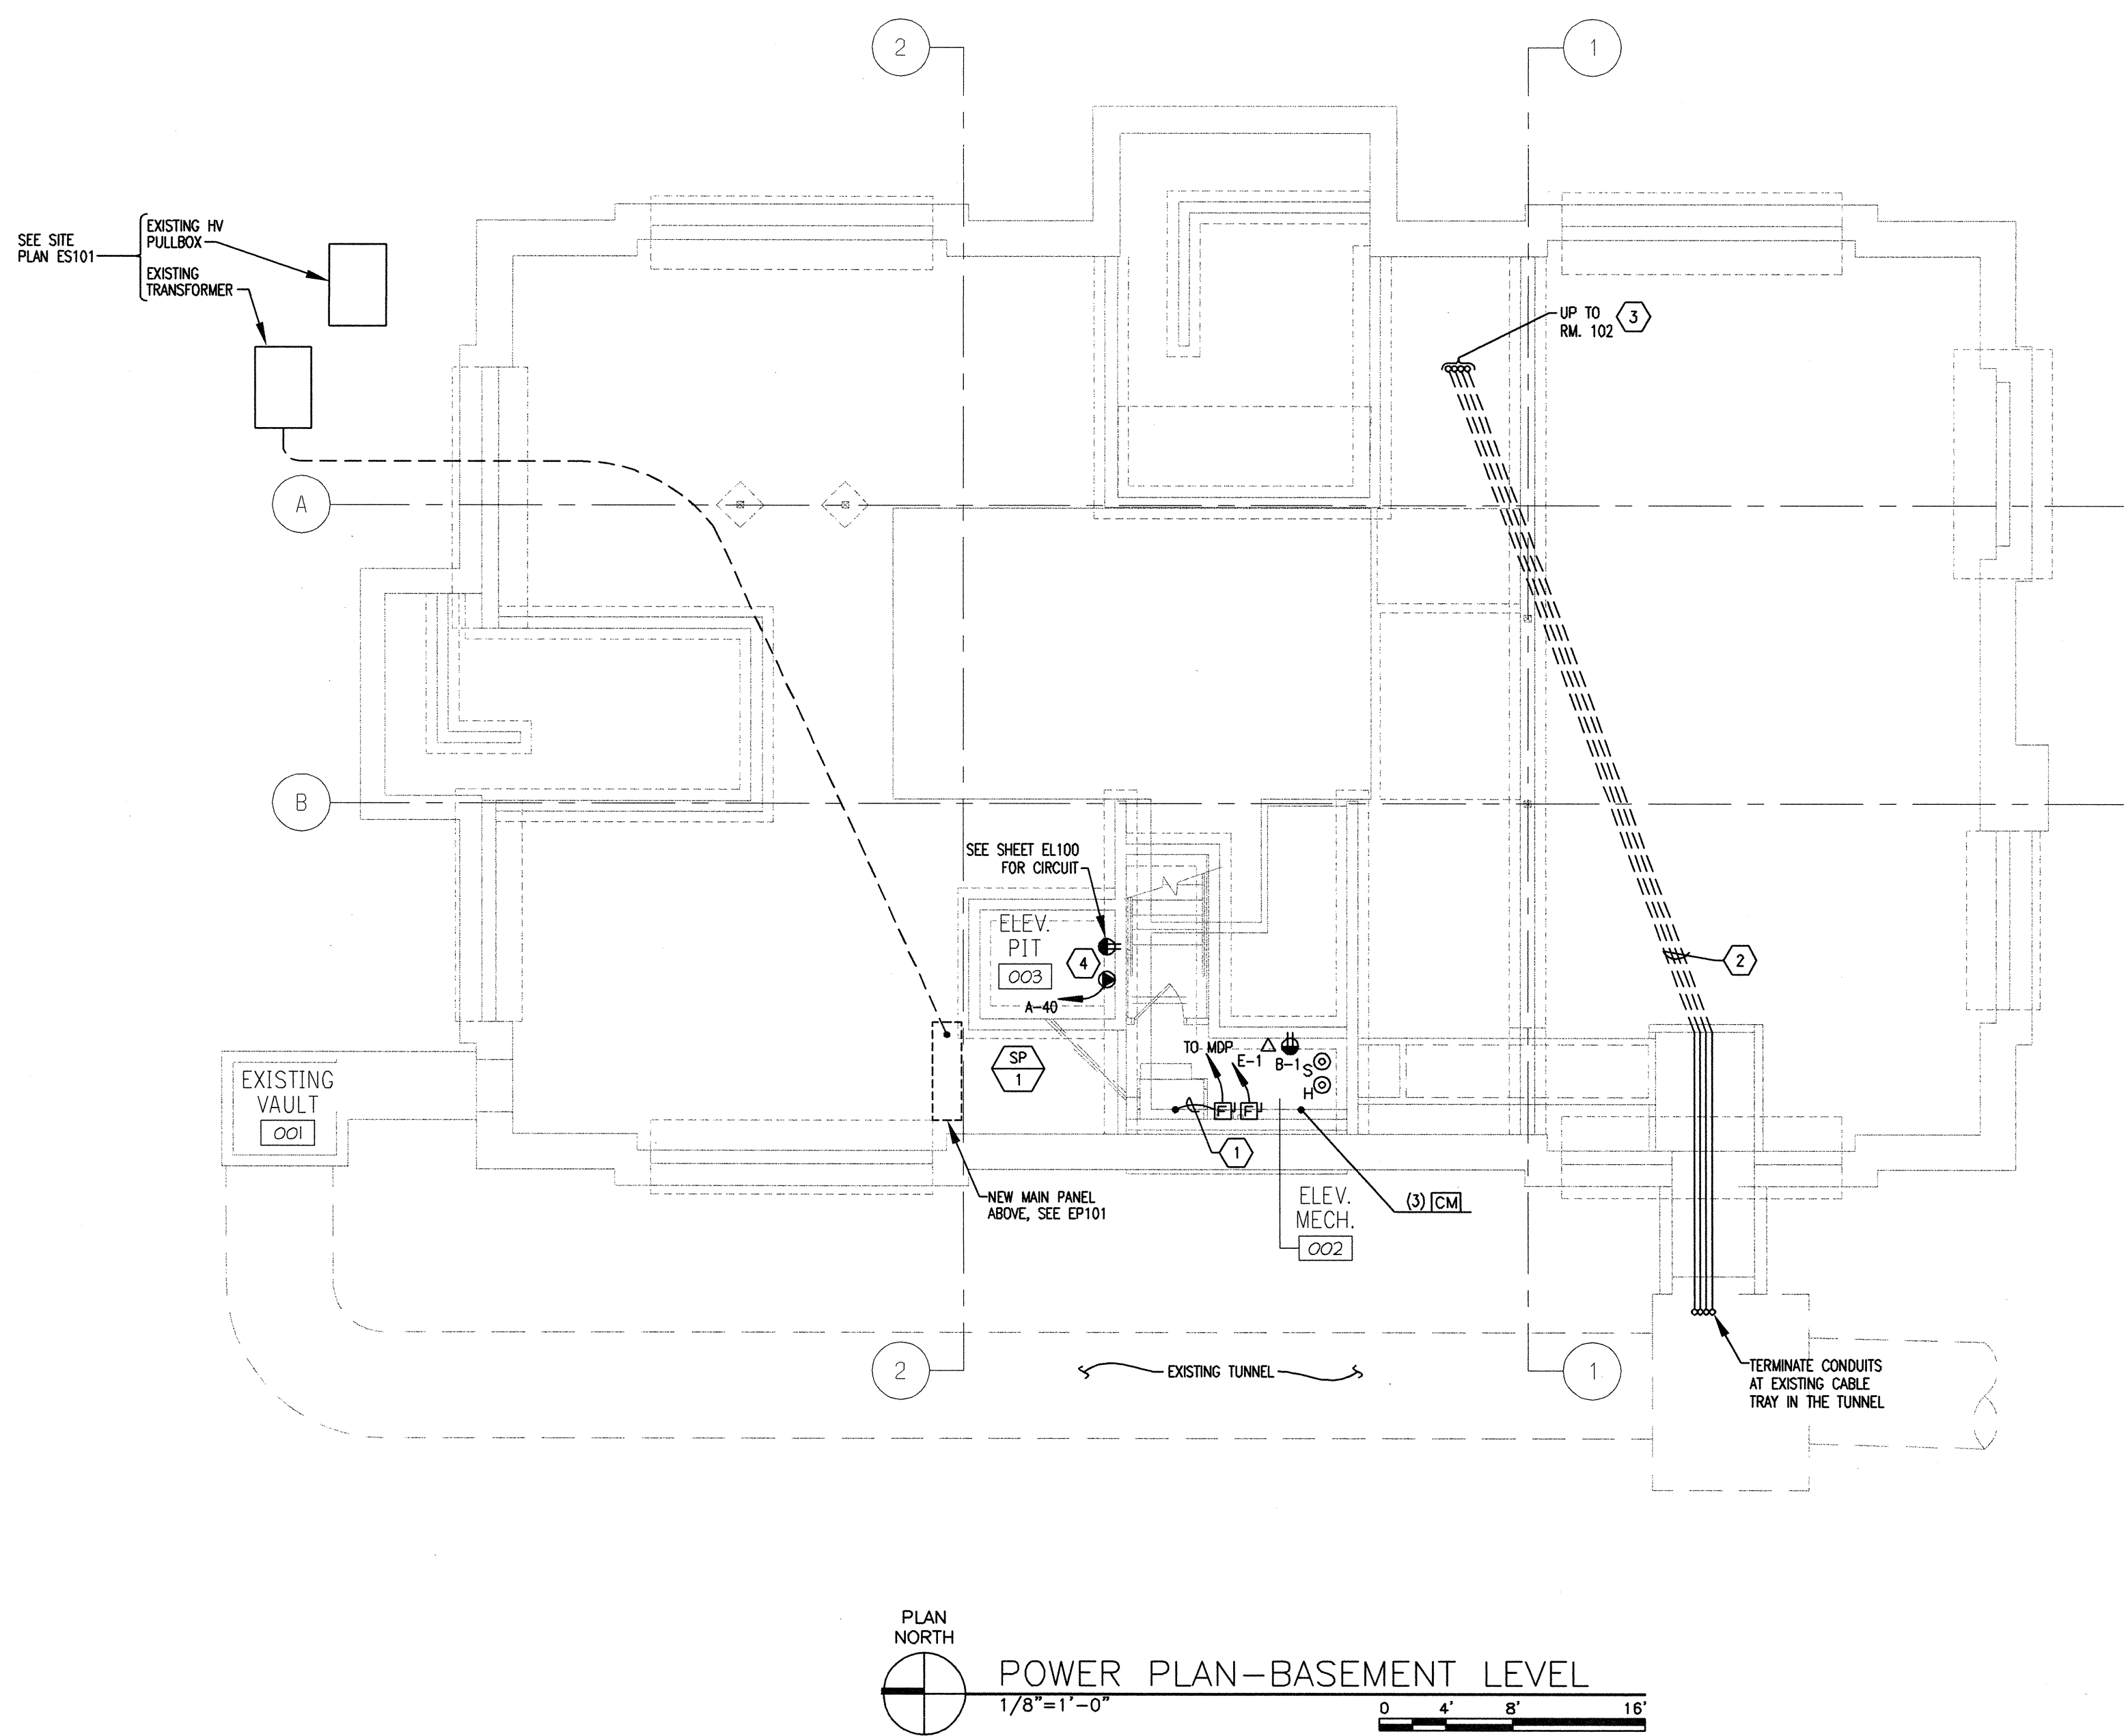 2
1
SEE SITE
PLAN ES101
EXISTING HV
PULLBOX
EXISTING
TRANSFORMER
UP TO
RM. 102
3
A
B
SEE SHEET EL100
FOR CIRCUIT
ELEV.
PIT
003
4
A-40
2
SP
1
TO MDP
E-1
B-1
S
H
F
F
1
EXISTING
VAULT
001
NEW MAIN PANEL
ABOVE, SEE EP101
ELEV.
MECH.
002
(3) CM
2
EXISTING TUNNEL
1
TERMINATE CONDUITS
AT EXISTING CABLE
TRAY IN THE TUNNEL
PLAN
NORTH
POWER PLAN-BASEMENT LEVEL
1/8"=1'-0"
0 4' 8' 16'